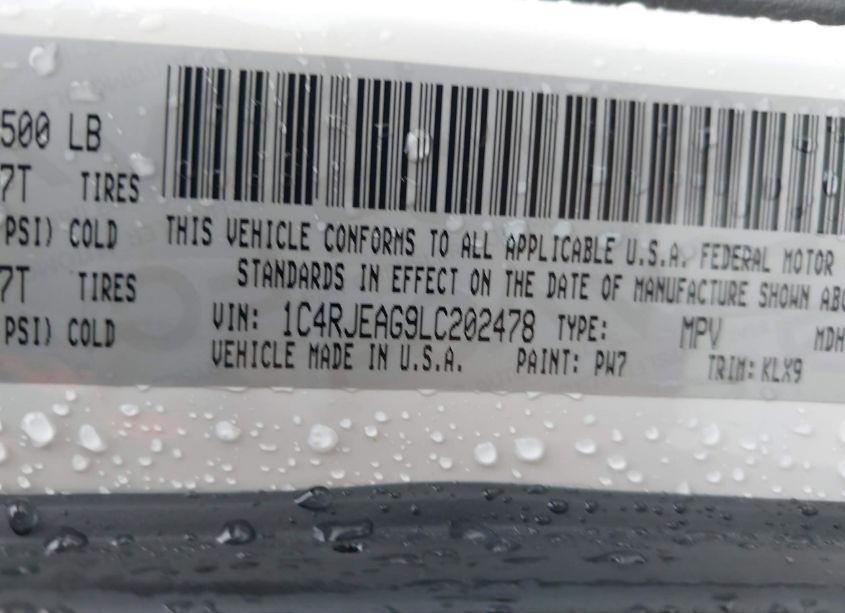 500 LB
7T TIRES
PSI) COLD
7T TIRES
PSI) COLD
THIS VEHICLE CONFORMS TO ALL APPLICABLE U.S.A. FEDERAL MOTOR
STANDARDS IN EFFECT ON THE DATE OF MANUFACTURE SHOWN ABO
VIN: 1C4RJEAG9LC202478 TYPE: MPV MDH
VEHICLE MADE IN U.S.A. PAINT: PW7 TRIM: KLX9